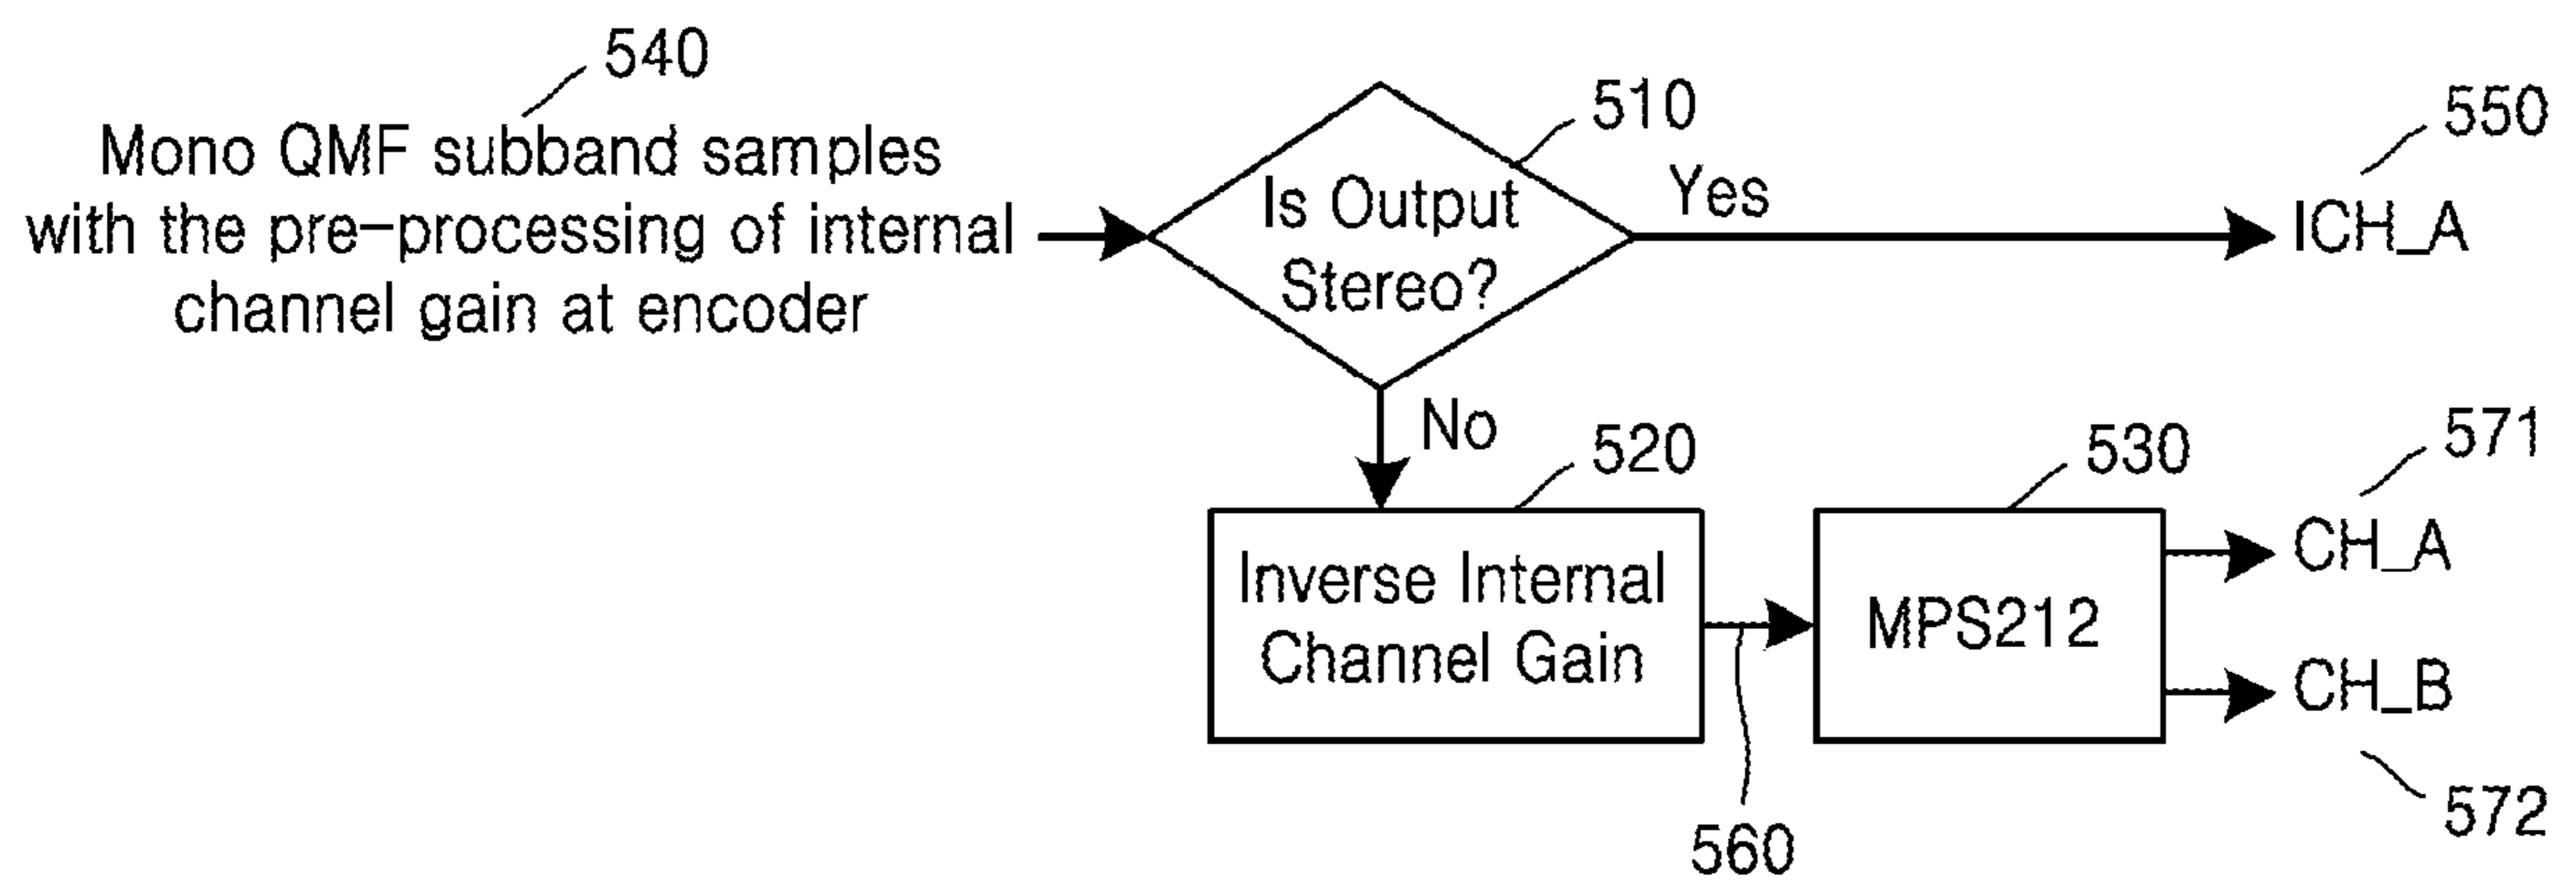 540
Mono QMF subband samples
with the pre-processing of internal
channel gain at encoder
510
Is Output
Stereo?
Yes
550
ICH_A
No
520
Inverse Internal
Channel Gain
560
530
MPS212
571
CH_A
CH_B
572